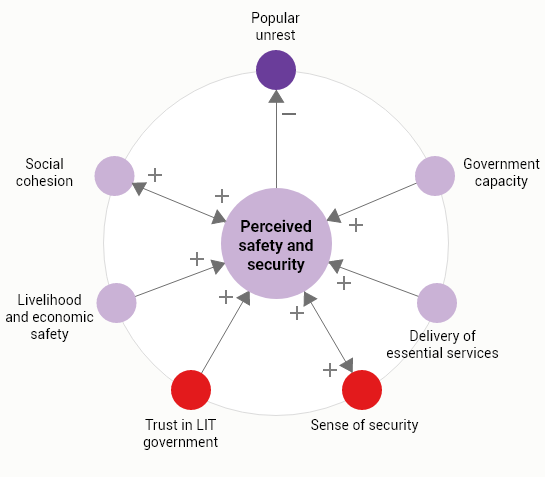 Popular
unrest
−
Social
cohesion
+
+
Government
capacity
+
Perceived
safety and
security
Livelihood
and economic
safety
+
+
+
+
+
Delivery of
essential services
Trust in LIT
government
Sense of security